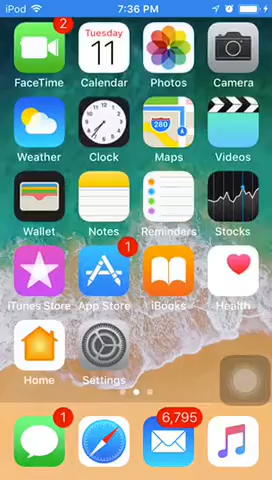 iPod 7:36 PM
2
Tuesday
11
FaceTime Calendar Photos Camera
280
Weather Clock Maps Videos
Wallet Notes Reminders Stocks
1
iTunes Store App Store iBooks Health
Home Settings
1 6,795